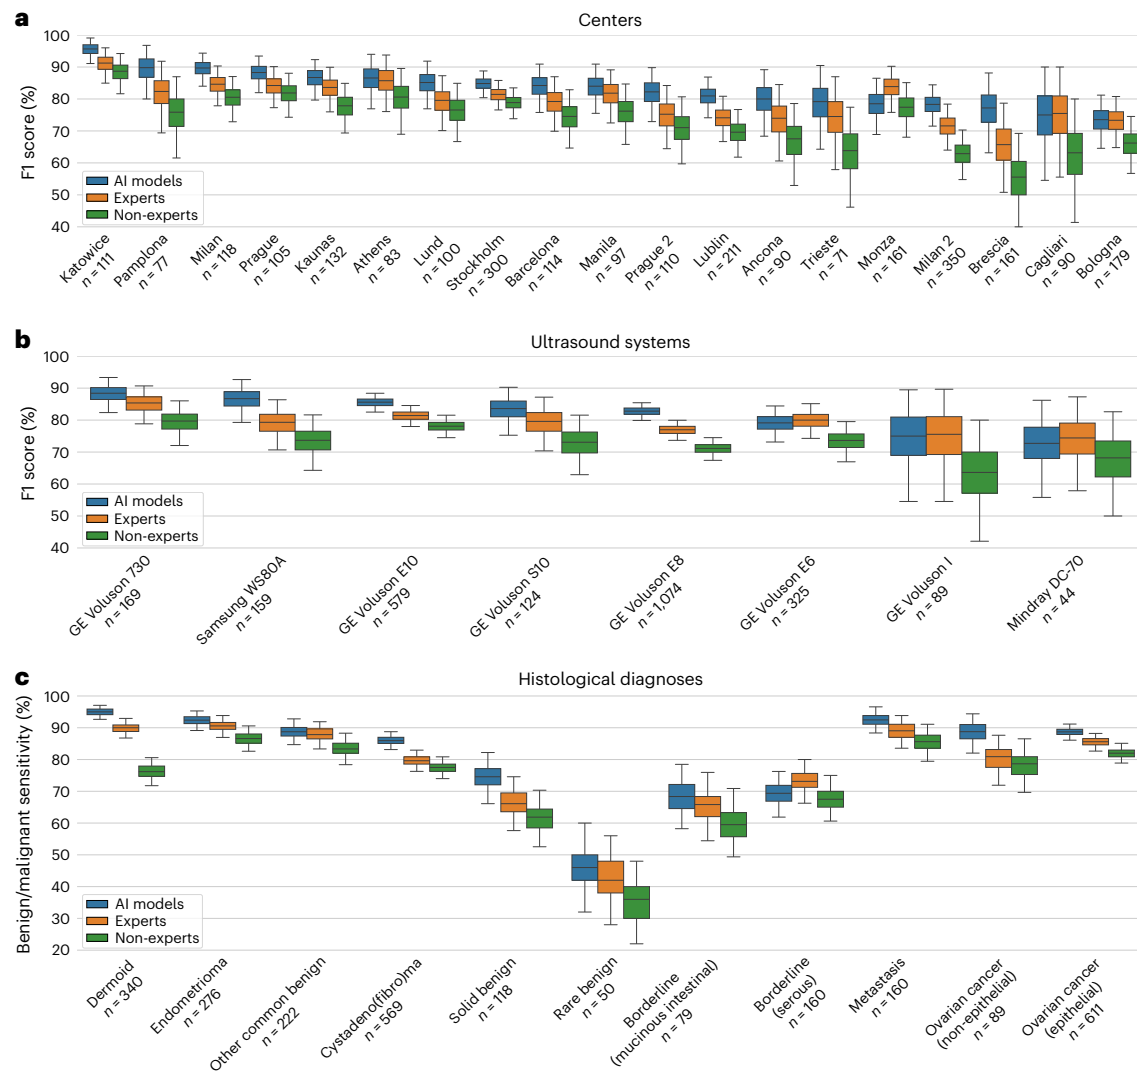 a
Centers
F1 score (%)
100
90
80
70
60
50
40
AI models
Experts
Non-experts
Katowice
n = 111
Pamplona
n = 77
Milan
n = 118
Prague
n = 105
Kaunas
n = 132
Athens
n = 83
Lund
n = 100
Stockholm
n = 300
Barcelona
n = 114
Manila
n = 97
Prague 2
n = 110
Lublin
n = 211
Ancona
n = 90
Trieste
n = 71
Monza
n = 161
Milan 2
n = 350
Brescia
n = 161
Cagliari
n = 90
Bologna
n = 179
b
Ultrasound systems
F1 score (%)
100
90
80
70
60
50
40
AI models
Experts
Non-experts
GE Voluson 730
n = 169
Samsung WS80A
n = 159
GE Voluson E10
n = 579
GE Voluson S10
n = 124
GE Voluson E8
n = 1,074
GE Voluson E6
n = 325
GE Voluson I
n = 89
Mindray DC-70
n = 44
c
Histological diagnoses
Benign/malignant sensitivity (%)
100
90
80
70
60
50
40
30
20
AI models
Experts
Non-experts
Dermoid
n = 340
Endometrioma
n = 276
Other common benign
n = 222
Cystadeno(fibro)ma
n = 569
Solid benign
n = 118
Rare benign
n = 50
Borderline
(mucinous intestinal)
n = 79
Borderline
(serous)
n = 160
Metastasis
n = 160
Ovarian cancer
(non-epithelial)
n = 89
Ovarian cancer
(epithelial)
n = 611